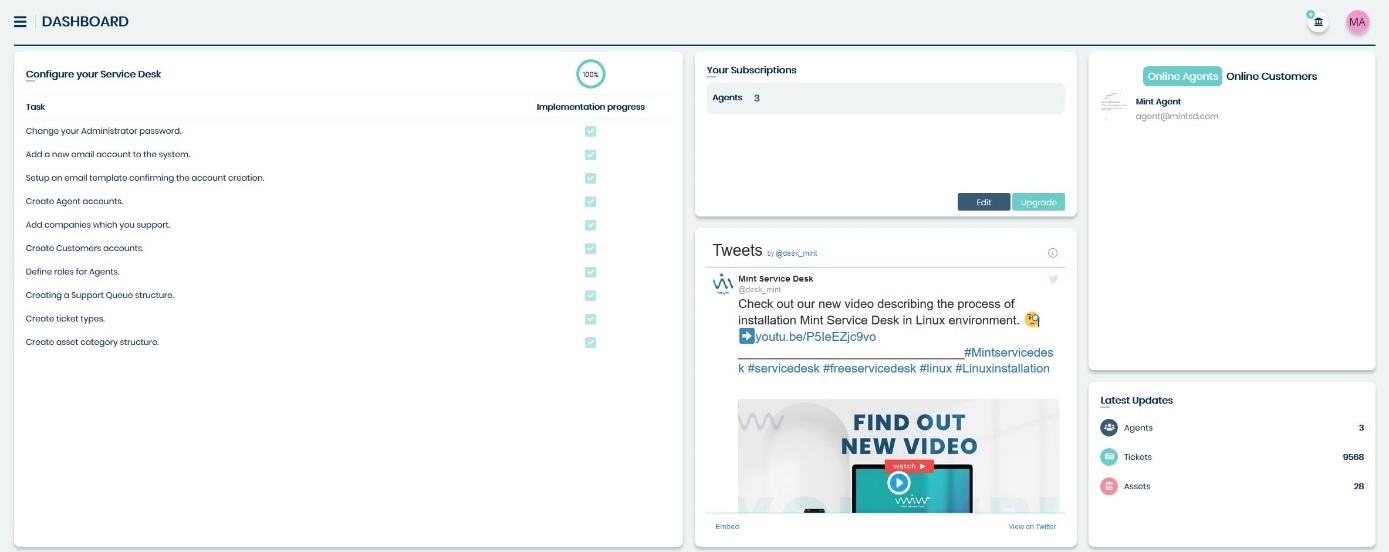 DASHBOARD
MA
Configure your Service Desk
100%
Task
Implementation progress
Change your Administrator password.
Add a new email account to the system.
Setup an email template confirming the account creation.
Create Agent accounts.
Add companies which you support.
Create Customers accounts.
Define roles for Agents.
Creating a Support Queue structure.
Create ticket types.
Create asset category structure.
Your Subscriptions
Agents 3
Edit
Upgrade
Tweets by @desk_mint
Mint Service Desk
@desk_mint
Check out our new video describing the process of
installation Mint Service Desk in Linux environment. 🧐
➡youtu.be/P5IeEZjc9vo
__________________________________#Mintservicedes
k #servicedesk #freeservicedesk #linux #Linuxinstallation
FIND OUT
NEW VIDEO
watch
Embed
View on Twitter
Online Agents Online Customers
Mint Agent
agent@mintsd.com
Latest Updates
Agents 3
Tickets 9568
Assets 28